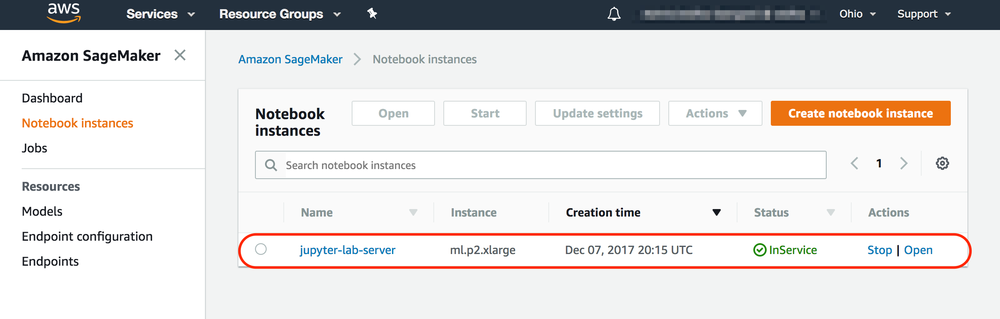 aws Services Resource Groups Ohio Support
Amazon SageMaker
Dashboard
Notebook instances
Jobs
Resources
Models
Endpoint configuration
Endpoints
Amazon SageMaker Notebook instances
Notebook instances
Open Start Update settings Actions Create notebook instance
Search notebook instances
1
Name Instance Creation time Status Actions
jupyter-lab-server ml.p2.xlarge Dec 07, 2017 20:15 UTC InService Stop | Open